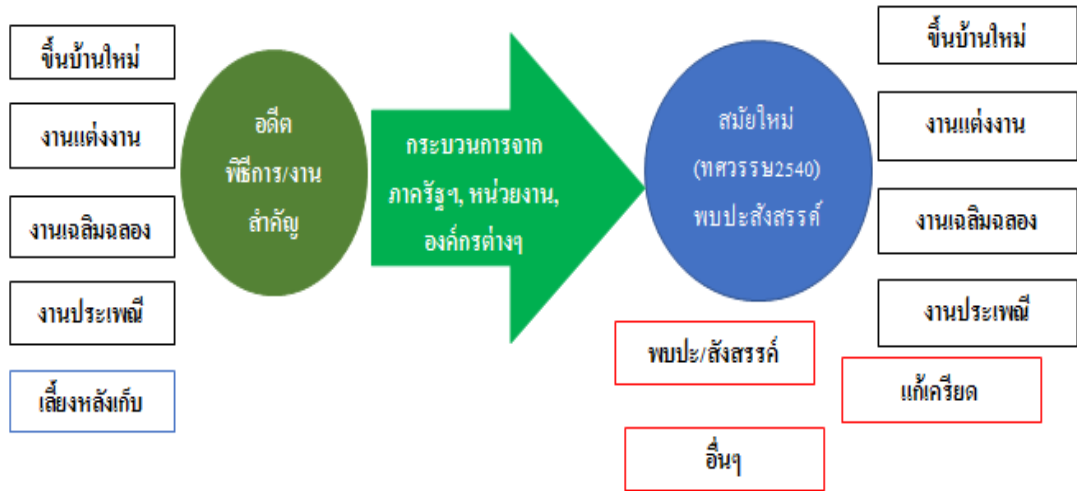 ขึ้นบ้านใหม่
งานแต่งงาน
งานเฉลิมฉลอง
งานประเพณี
เลี้ยงหลังเก็บ
อดีต
พิธีการ/งาน
สำคัญ
กระบวนการจาก
ภาครัฐฯ, หน่วยงาน,
องค์กรต่างๆ
สมัยใหม่
(ทศวรรษ2540)
พบปะสังสรรค์
ขึ้นบ้านใหม่
งานแต่งงาน
งานเฉลิมฉลอง
งานประเพณี
พบปะ/สังสรรค์
แก้เครียด
อื่นๆ